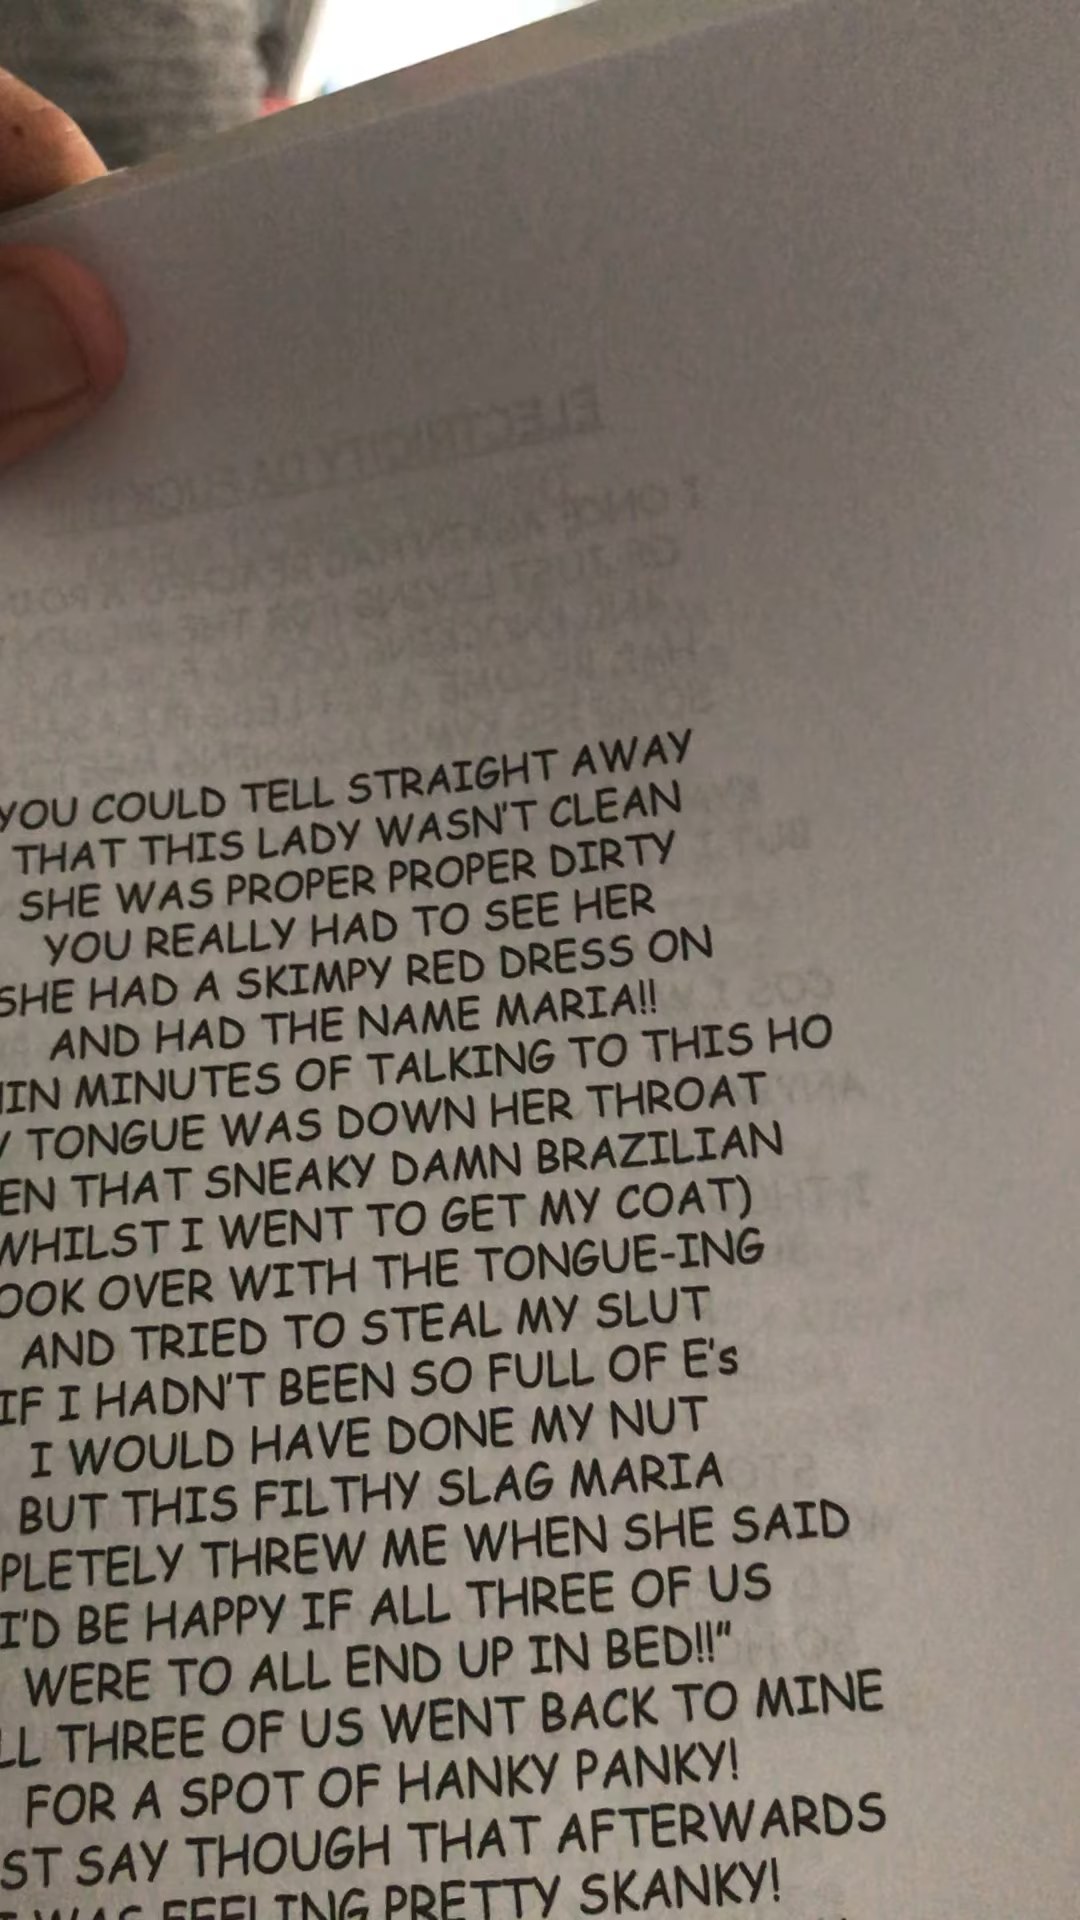 YOU COULD TELL STRAIGHT AWAY
THAT THIS LADY WASN'T CLEAN
SHE WAS PROPER PROPER DIRTY
YOU REALLY HAD TO SEE HER
SHE HAD A SKIMPY RED DRESS ON
AND HAD THE NAME MARIA!!
MINUTES OF TALKING TO THIS HO
TONGUE WAS DOWN HER THROAT
THAT SNEAKY DAMN BRAZILIAN
WHILST I WENT TO GET MY COAT)
OVER WITH THE TONGUE-ING
AND TRIED TO STEAL MY SLUT
IF I HADN'T BEEN SO FULL OF E's
I WOULD HAVE DONE MY NUT
BUT THIS FILTHY SLAG MARIA
THREW ME WHEN SHE SAID
I'D BE HAPPY IF ALL THREE OF US
WERE TO ALL END UP IN BED!!"
THREE OF US WENT BACK TO MINE
FOR A SPOT OF HANKY PANKY!
SAY THOUGH THAT AFTERWARDS
WAS FEELING PRETTY SKANKY!